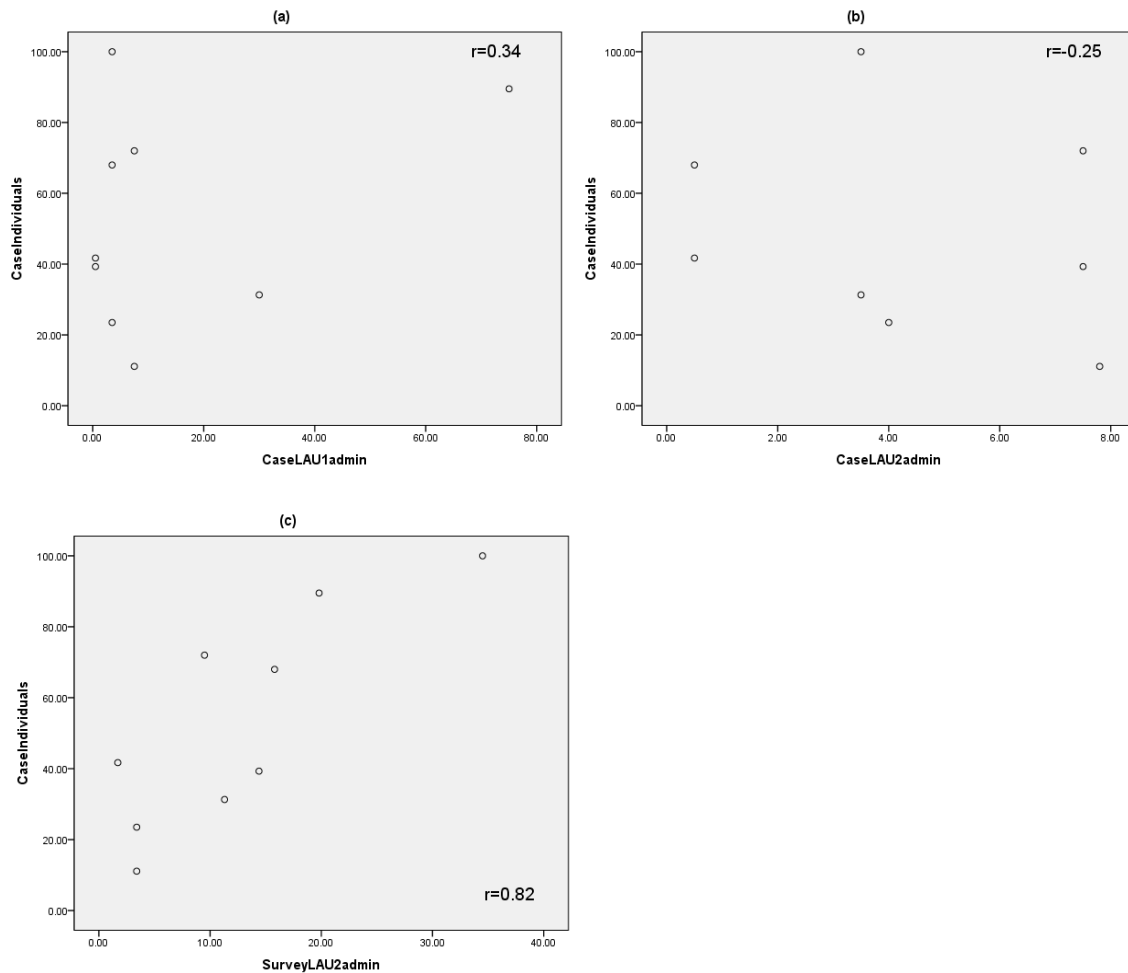 (a)
r=0.34
CaseIndividuals
100.00
80.00
60.00
40.00
20.00
0.00
0.00 20.00 40.00 60.00 80.00
CaseLAU1admin
(b)
r=-0.25
CaseIndividuals
100.00
80.00
60.00
40.00
20.00
0.00
0.00 2.00 4.00 6.00 8.00
CaseLAU2admin
(c)
CaseIndividuals
100.00
80.00
60.00
40.00
20.00
0.00
r=0.82
0.00 10.00 20.00 30.00 40.00
SurveyLAU2admin